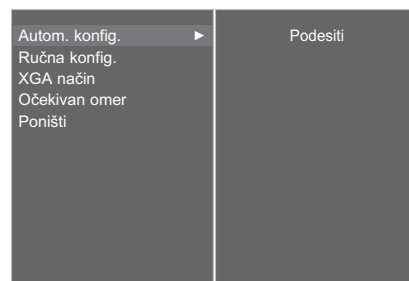 Autom. konfig. ► Podesiti
Ručna konfig.
XGA način
Očekivan omer
Poništi